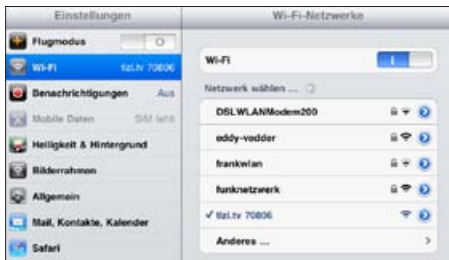 Einstellungen
Flugmodus
Wi-Fi tizi.tv 70806
Benachrichtigungen Aus
Mobile Daten SIM fehlt
Helligkeit & Hintergrund
Bilderrahmen
Allgemein
Mail, Kontakte, Kalender
Safari
Wi-Fi-Netzwerke
Wi-Fi
Netzwerk wählen ...
DSLWLANModem200
eddy-vedder
frankwlan
funknetzwerk
tizi.tv 70806
Anderes ...